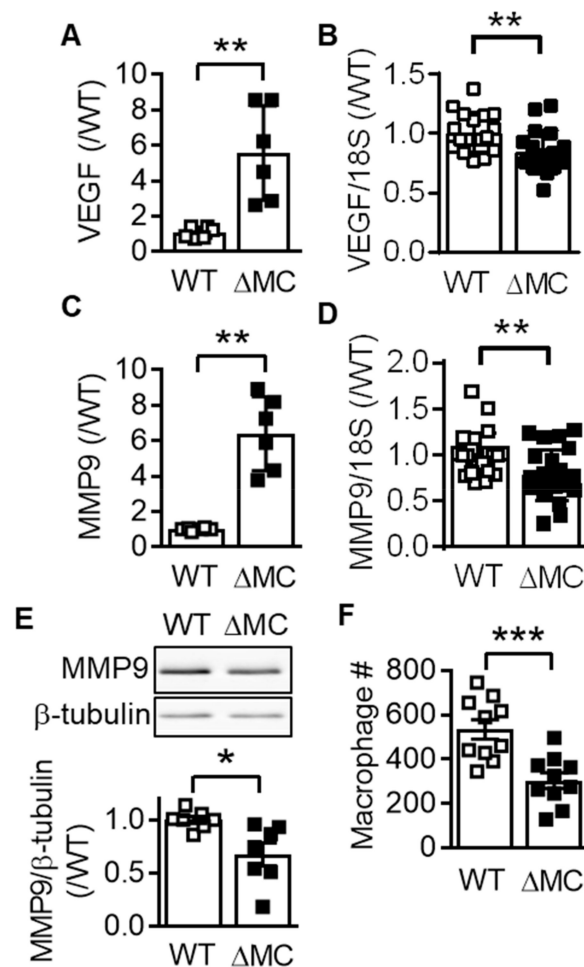 A
VEGF (/WT)
10
8
6
4
2
0
**
WT ΔMC
B
VEGF/18S (/WT)
1.5
1.0
0.5
0.0
**
WT ΔMC
C
MMP9 (/WT)
10
8
6
4
2
0
**
WT ΔMC
D
MMP9/18S (/WT)
2.0
1.5
1.0
0.5
0.0
**
WT ΔMC
E
WT ΔMC
MMP9
β-tubulin
MMP9/β-tubulin
(/WT)
1.0
0.5
0.0
*
WT ΔMC
F
Macrophage #
800
600
400
200
0
***
WT ΔMC